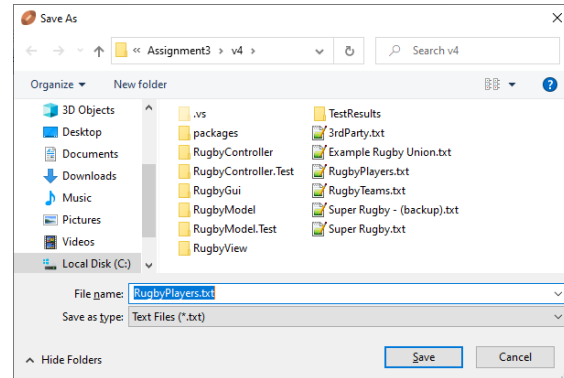 Save As
« Assignment3 > v4 >
Search v4
Organize
New folder
3D Objects
Desktop
Documents
Downloads
Music
Pictures
Videos
Local Disk (C:)
.vs
packages
RugbyController
RugbyController.Test
RugbyGui
RugbyModel
RugbyModel.Test
RugbyView
TestResults
3rdParty.txt
Example Rugby Union.txt
RugbyPlayers.txt
RugbyTeams.txt
Super Rugby - (backup).txt
Super Rugby.txt
File name: RugbyPlayers.txt
Save as type: Text Files (*.txt)
Hide Folders
Save
Cancel